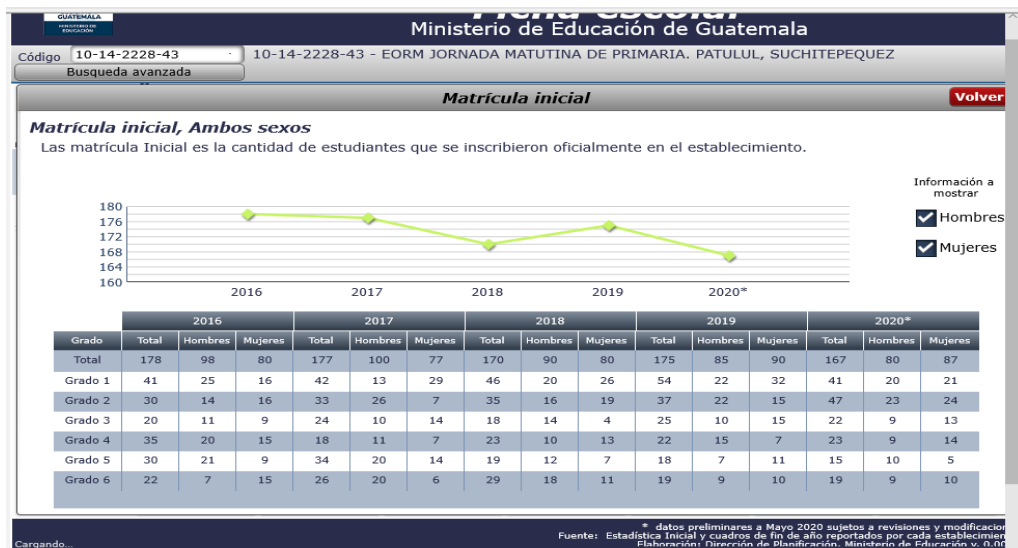 Ficha Escolar
GUATEMALA
MINISTERIO DE
EDUCACIÓN
Ministerio de Educación de Guatemala
Código 10-14-2228-43 10-14-2228-43 - EORM JORNADA MATUTINA DE PRIMARIA. PATULUL, SUCHITEPEQUEZ
Busqueda avanzada
Matrícula inicial Volver
Matrícula inicial, Ambos sexos
Las matrícula Inicial es la cantidad de estudiantes que se inscribieron oficialmente en el establecimiento.
Información a
mostrar
Hombres
Mujeres
180
176
172
168
164
160
2016 2017 2018 2019 2020*
2016 2017 2018 2019 2020*
Grado Total Hombres Mujeres Total Hombres Mujeres Total Hombres Mujeres Total Hombres Mujeres Total Hombres Mujeres
Total 178 98 80 177 100 77 170 90 80 175 85 90 167 80 87
Grado 1 41 25 16 42 13 29 46 20 26 54 22 32 41 20 21
Grado 2 30 14 16 33 26 7 35 16 19 37 22 15 47 23 24
Grado 3 20 11 9 24 10 14 18 14 4 25 10 15 22 9 13
Grado 4 35 20 15 18 11 7 23 10 13 22 15 7 23 9 14
Grado 5 30 21 9 34 20 14 19 12 7 18 7 11 15 10 5
Grado 6 22 7 15 26 20 6 29 18 11 19 9 10 19 9 10
* datos preliminares a Mayo 2020 sujetos a revisiones y modificacion
Fuente: Estadística Inicial y cuadros de fin de año reportados por cada establecimien
Cargando... Elaboración: Dirección de Planificación, Ministerio de Educación v. 0.00